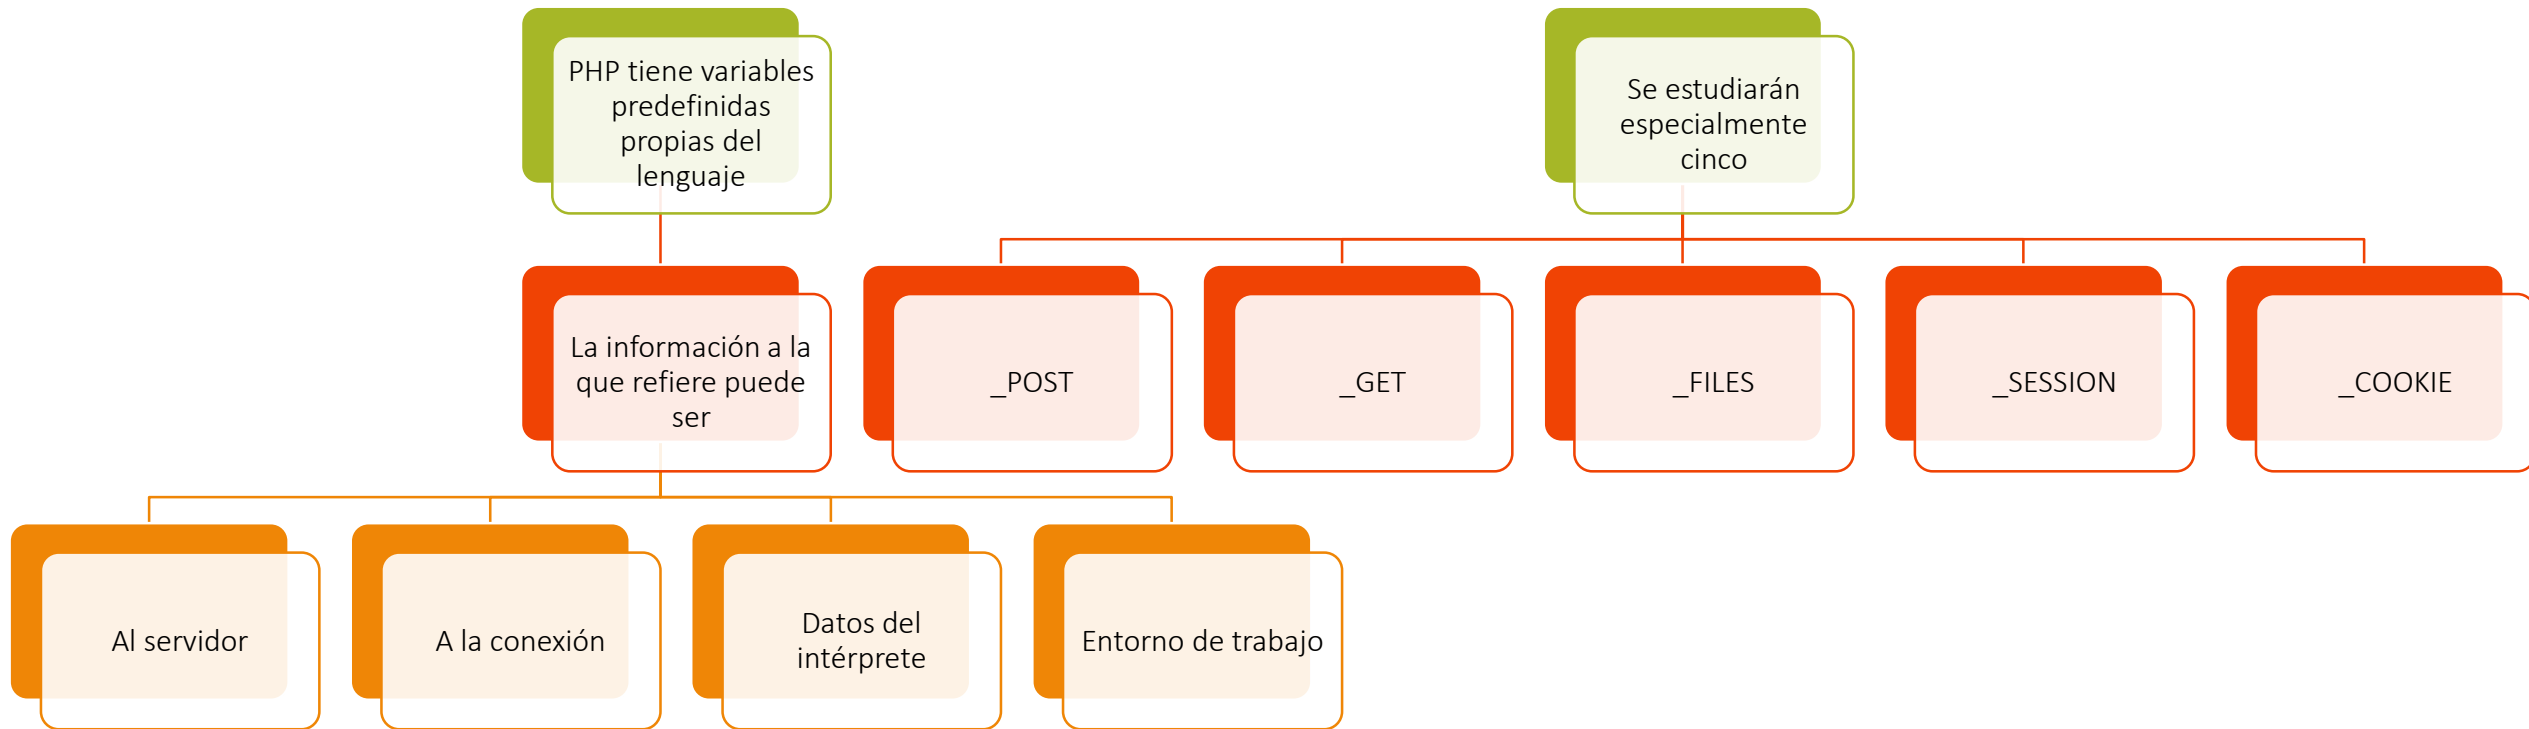 PHP tiene variables
predefinidas
propias del
lenguaje
Se estudiarán
especialmente
cinco
La información a la
que refiere puede
ser
_POST
_GET
_FILES
_SESSION
_COOKIE
Al servidor
A la conexión
Datos del
intérprete
Entorno de trabajo